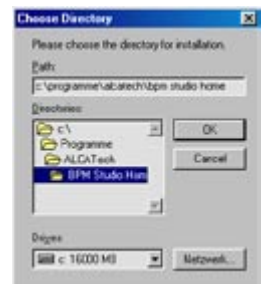 Choose Directory
Please choose the directory for installation.
Path:
c:\programme\alcatech\bpm studio home
Directories:
c:\
Programme
ALCATech
BPM Studio Hom
OK
Cancel
Drives:
c: 16000 MB
Netzwerk...